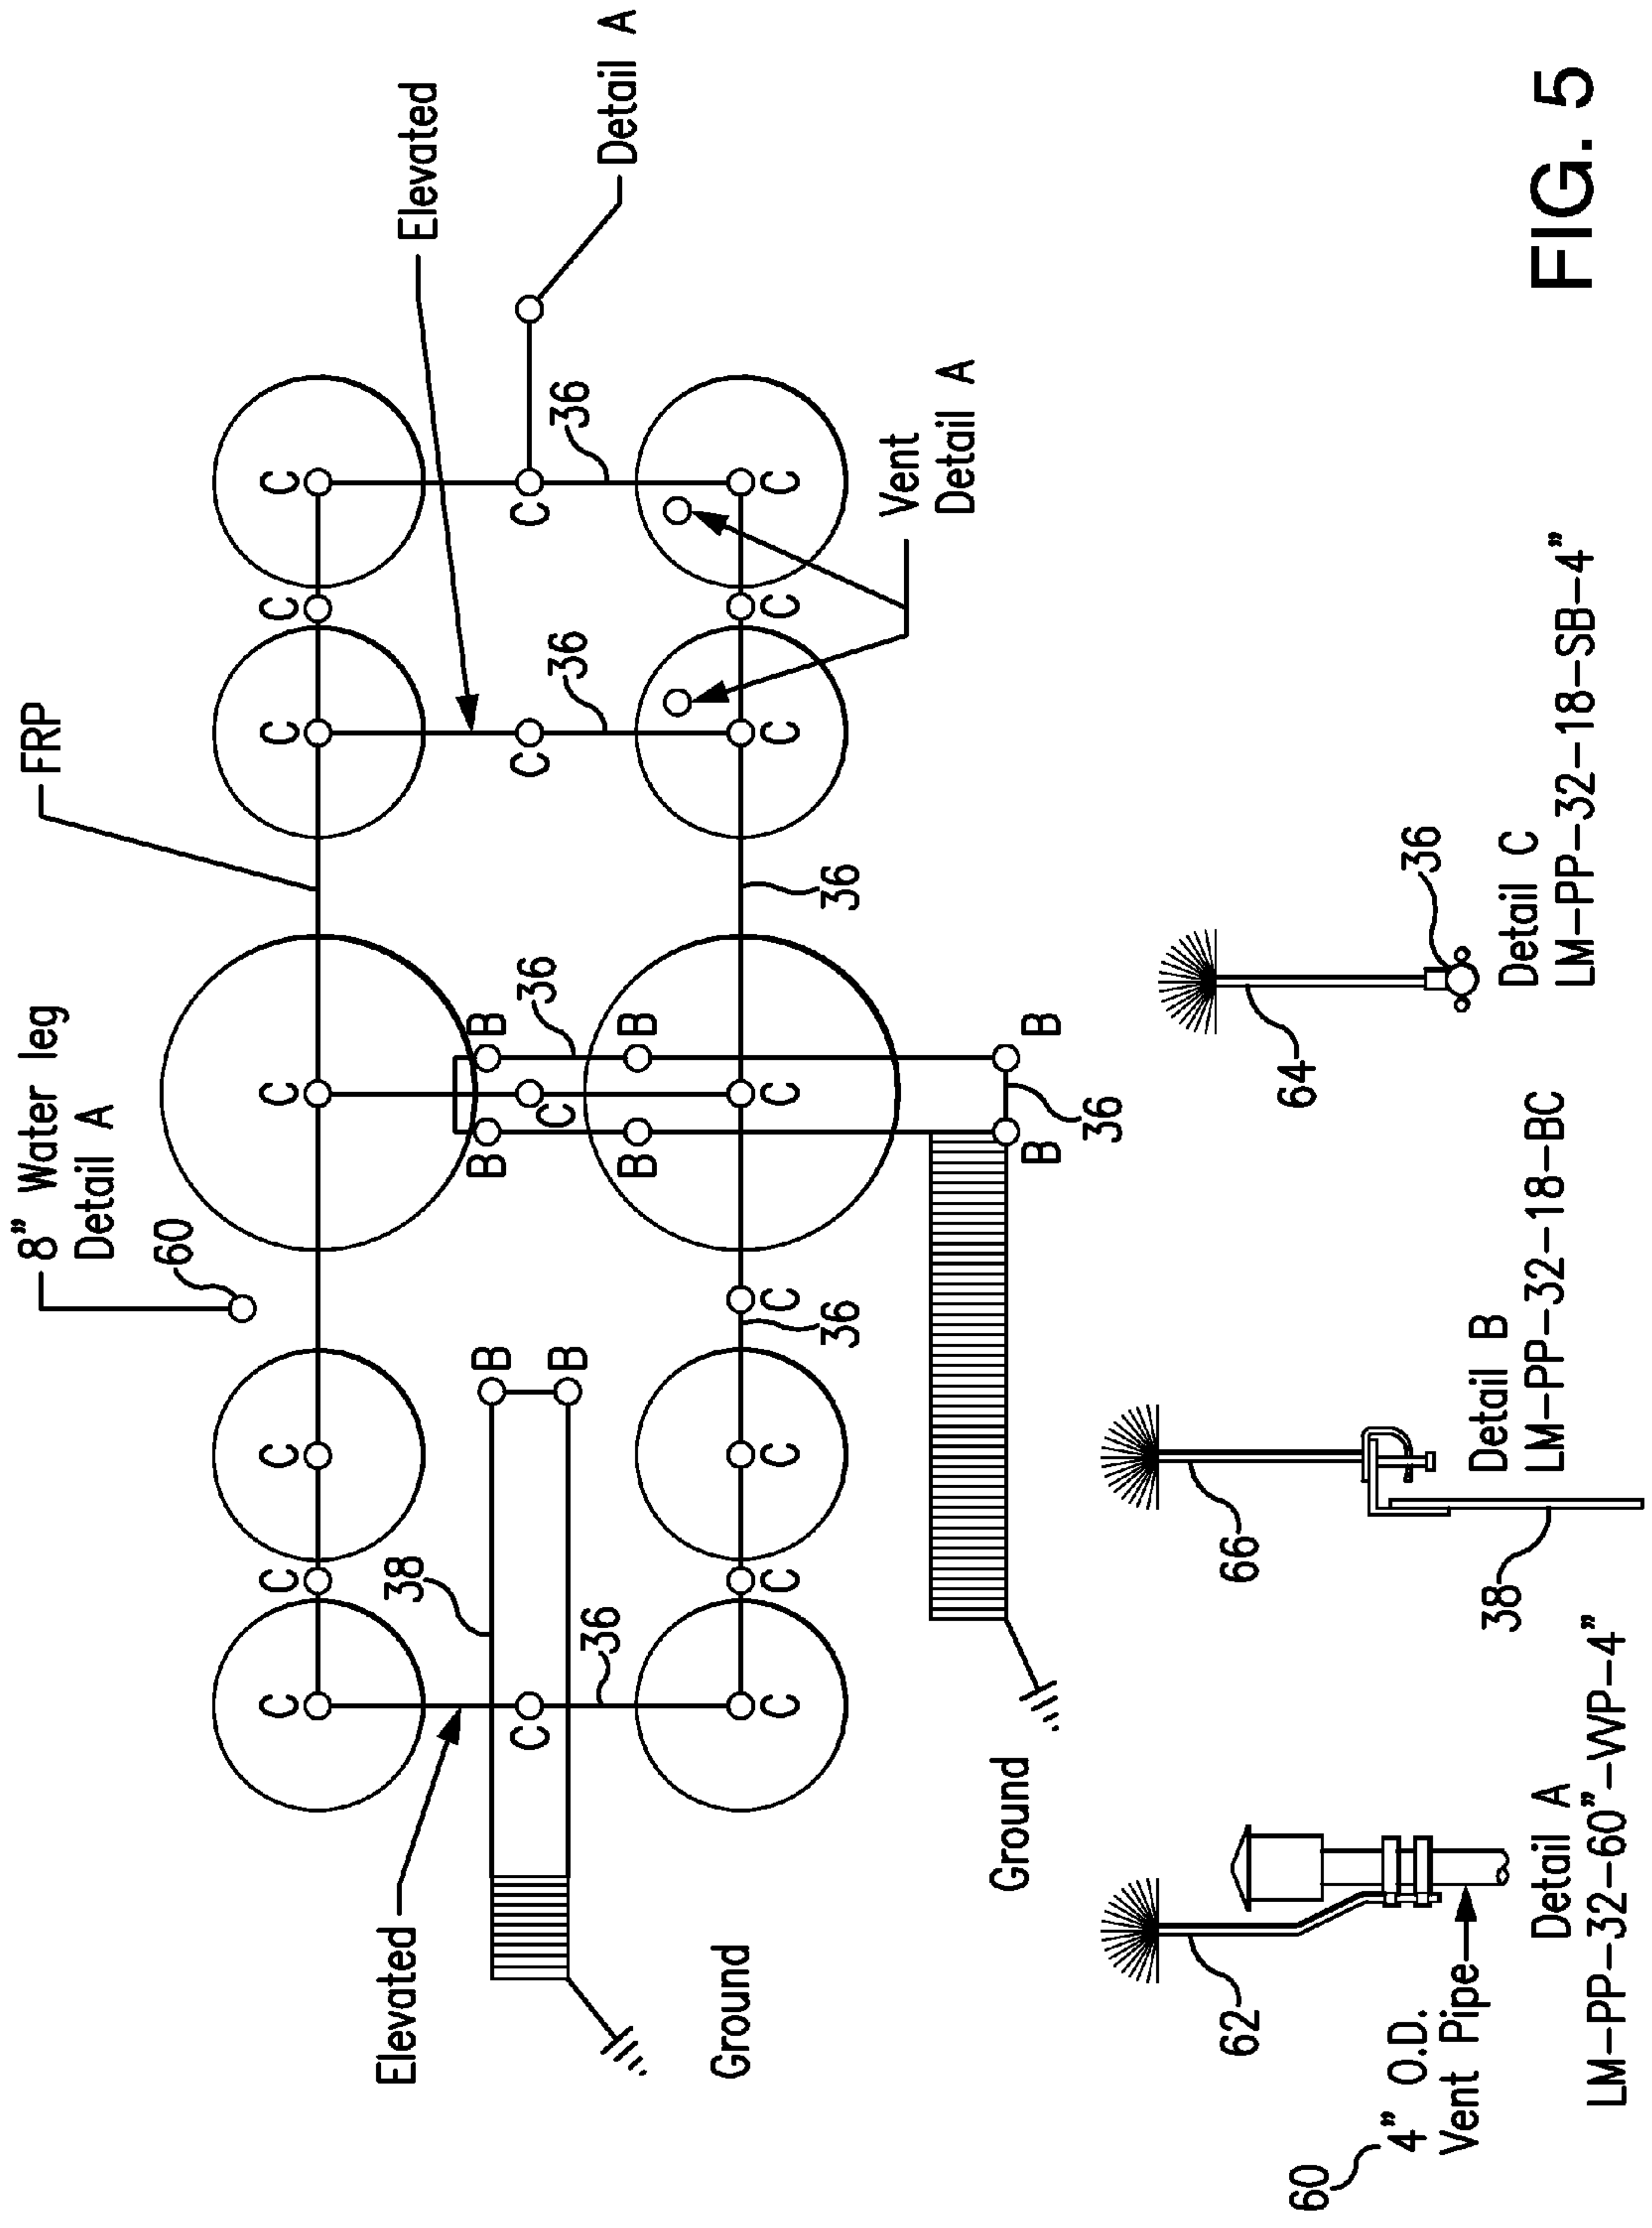 8” Water leg
Detail A
60
FRP
Elevated
Detail A
C
C
C
C
C
C
C
38
B
B
B
B
B
B
36
C
C
C
C
36
36
36
Elevated
C
C
C
C
C
C
C
C
36
36
Vent
Detail A
B
B
36
Ground
Ground
62
60
4” O.D.
Vent Pipe
Detail A
LM–PP–32–60”–VP–4”
66
38
Detail B
LM–PP–32–18–BC
64
36
Detail C
LM–PP–32–18–SB–4”
FIG. 5